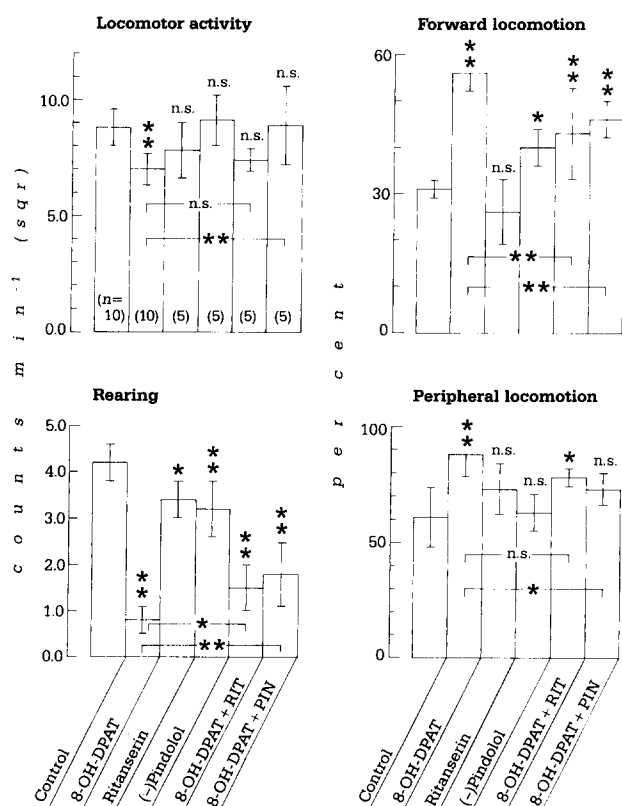 Locomotor activity
n.s.
n.s.
n.s.
n.s.
**
10.0
5.0
0.0
n.s.
**
(n=
10)
(10)
(5)
(5)
(5)
(5)
Forward locomotion
60
30
0
**
n.s.
*
**
**
**
**
counts min⁻¹ (sqr)
per cent
Rearing
5.0
4.0
3.0
2.0
1.0
0.0
**
*
**
**
**
*
**
Peripheral locomotion
100
50
0
**
n.s.
n.s.
*
n.s.
n.s.
*
Control
8-OH-DPAT
Ritanserin
(-)Pindolol
8-OH-DPAT + RIT
8-OH-DPAT + PIN
Control
8-OH-DPAT
Ritanserin
(-)Pindolol
8-OH-DPAT + RIT
8-OH-DPAT + PIN